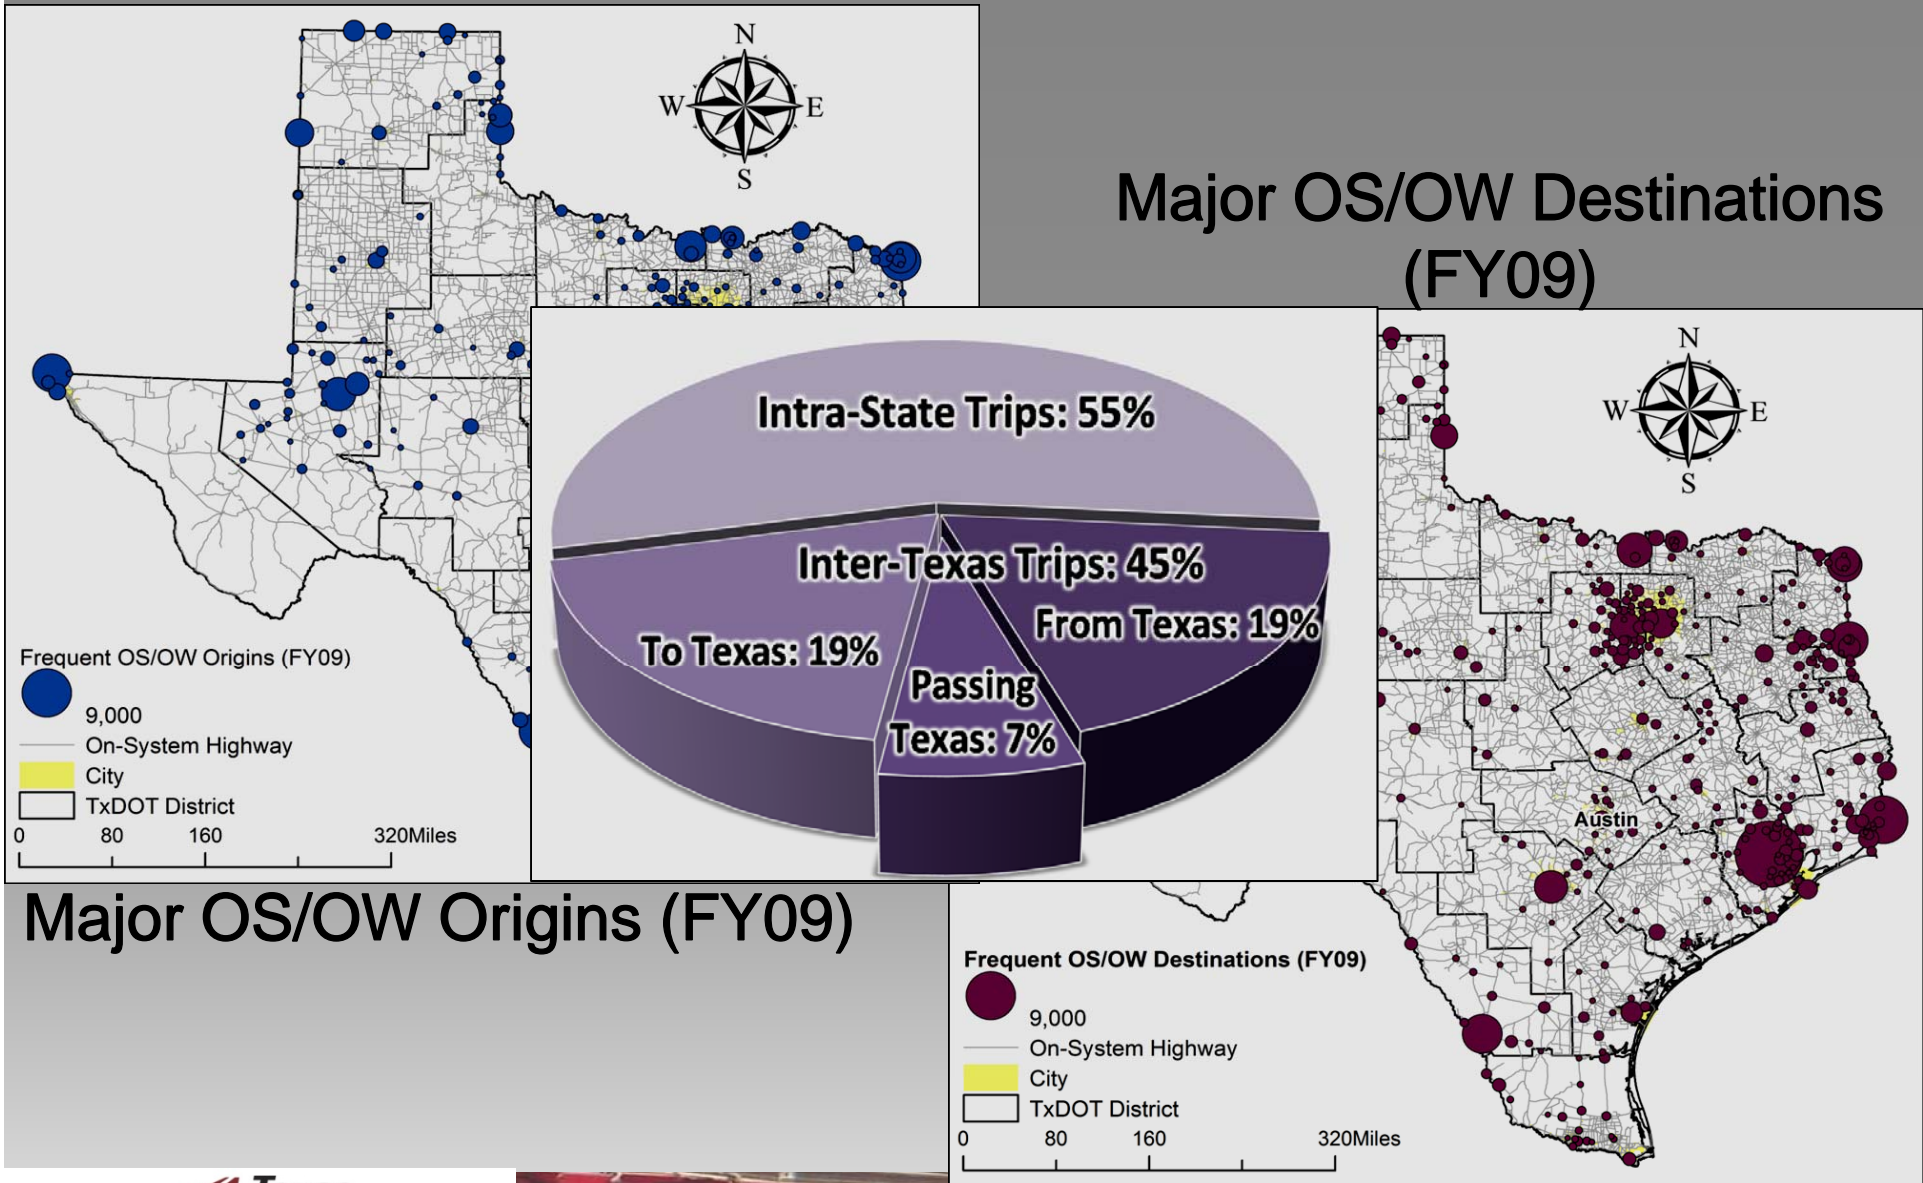 N
W
E
S
Frequent OS/OW Origins (FY09)
9,000
On-System Highway
City
TxDOT District
0
80
160
320Miles
Major OS/OW Origins (FY09)
Major OS/OW Destinations
(FY09)
Intra-State Trips: 55%
Inter-Texas Trips: 45%
From Texas: 19%
To Texas: 19%
Passing
Texas: 7%
N
W
E
S
Austin
Frequent OS/OW Destinations (FY09)
9,000
On-System Highway
City
TxDOT District
0
80
160
320Miles